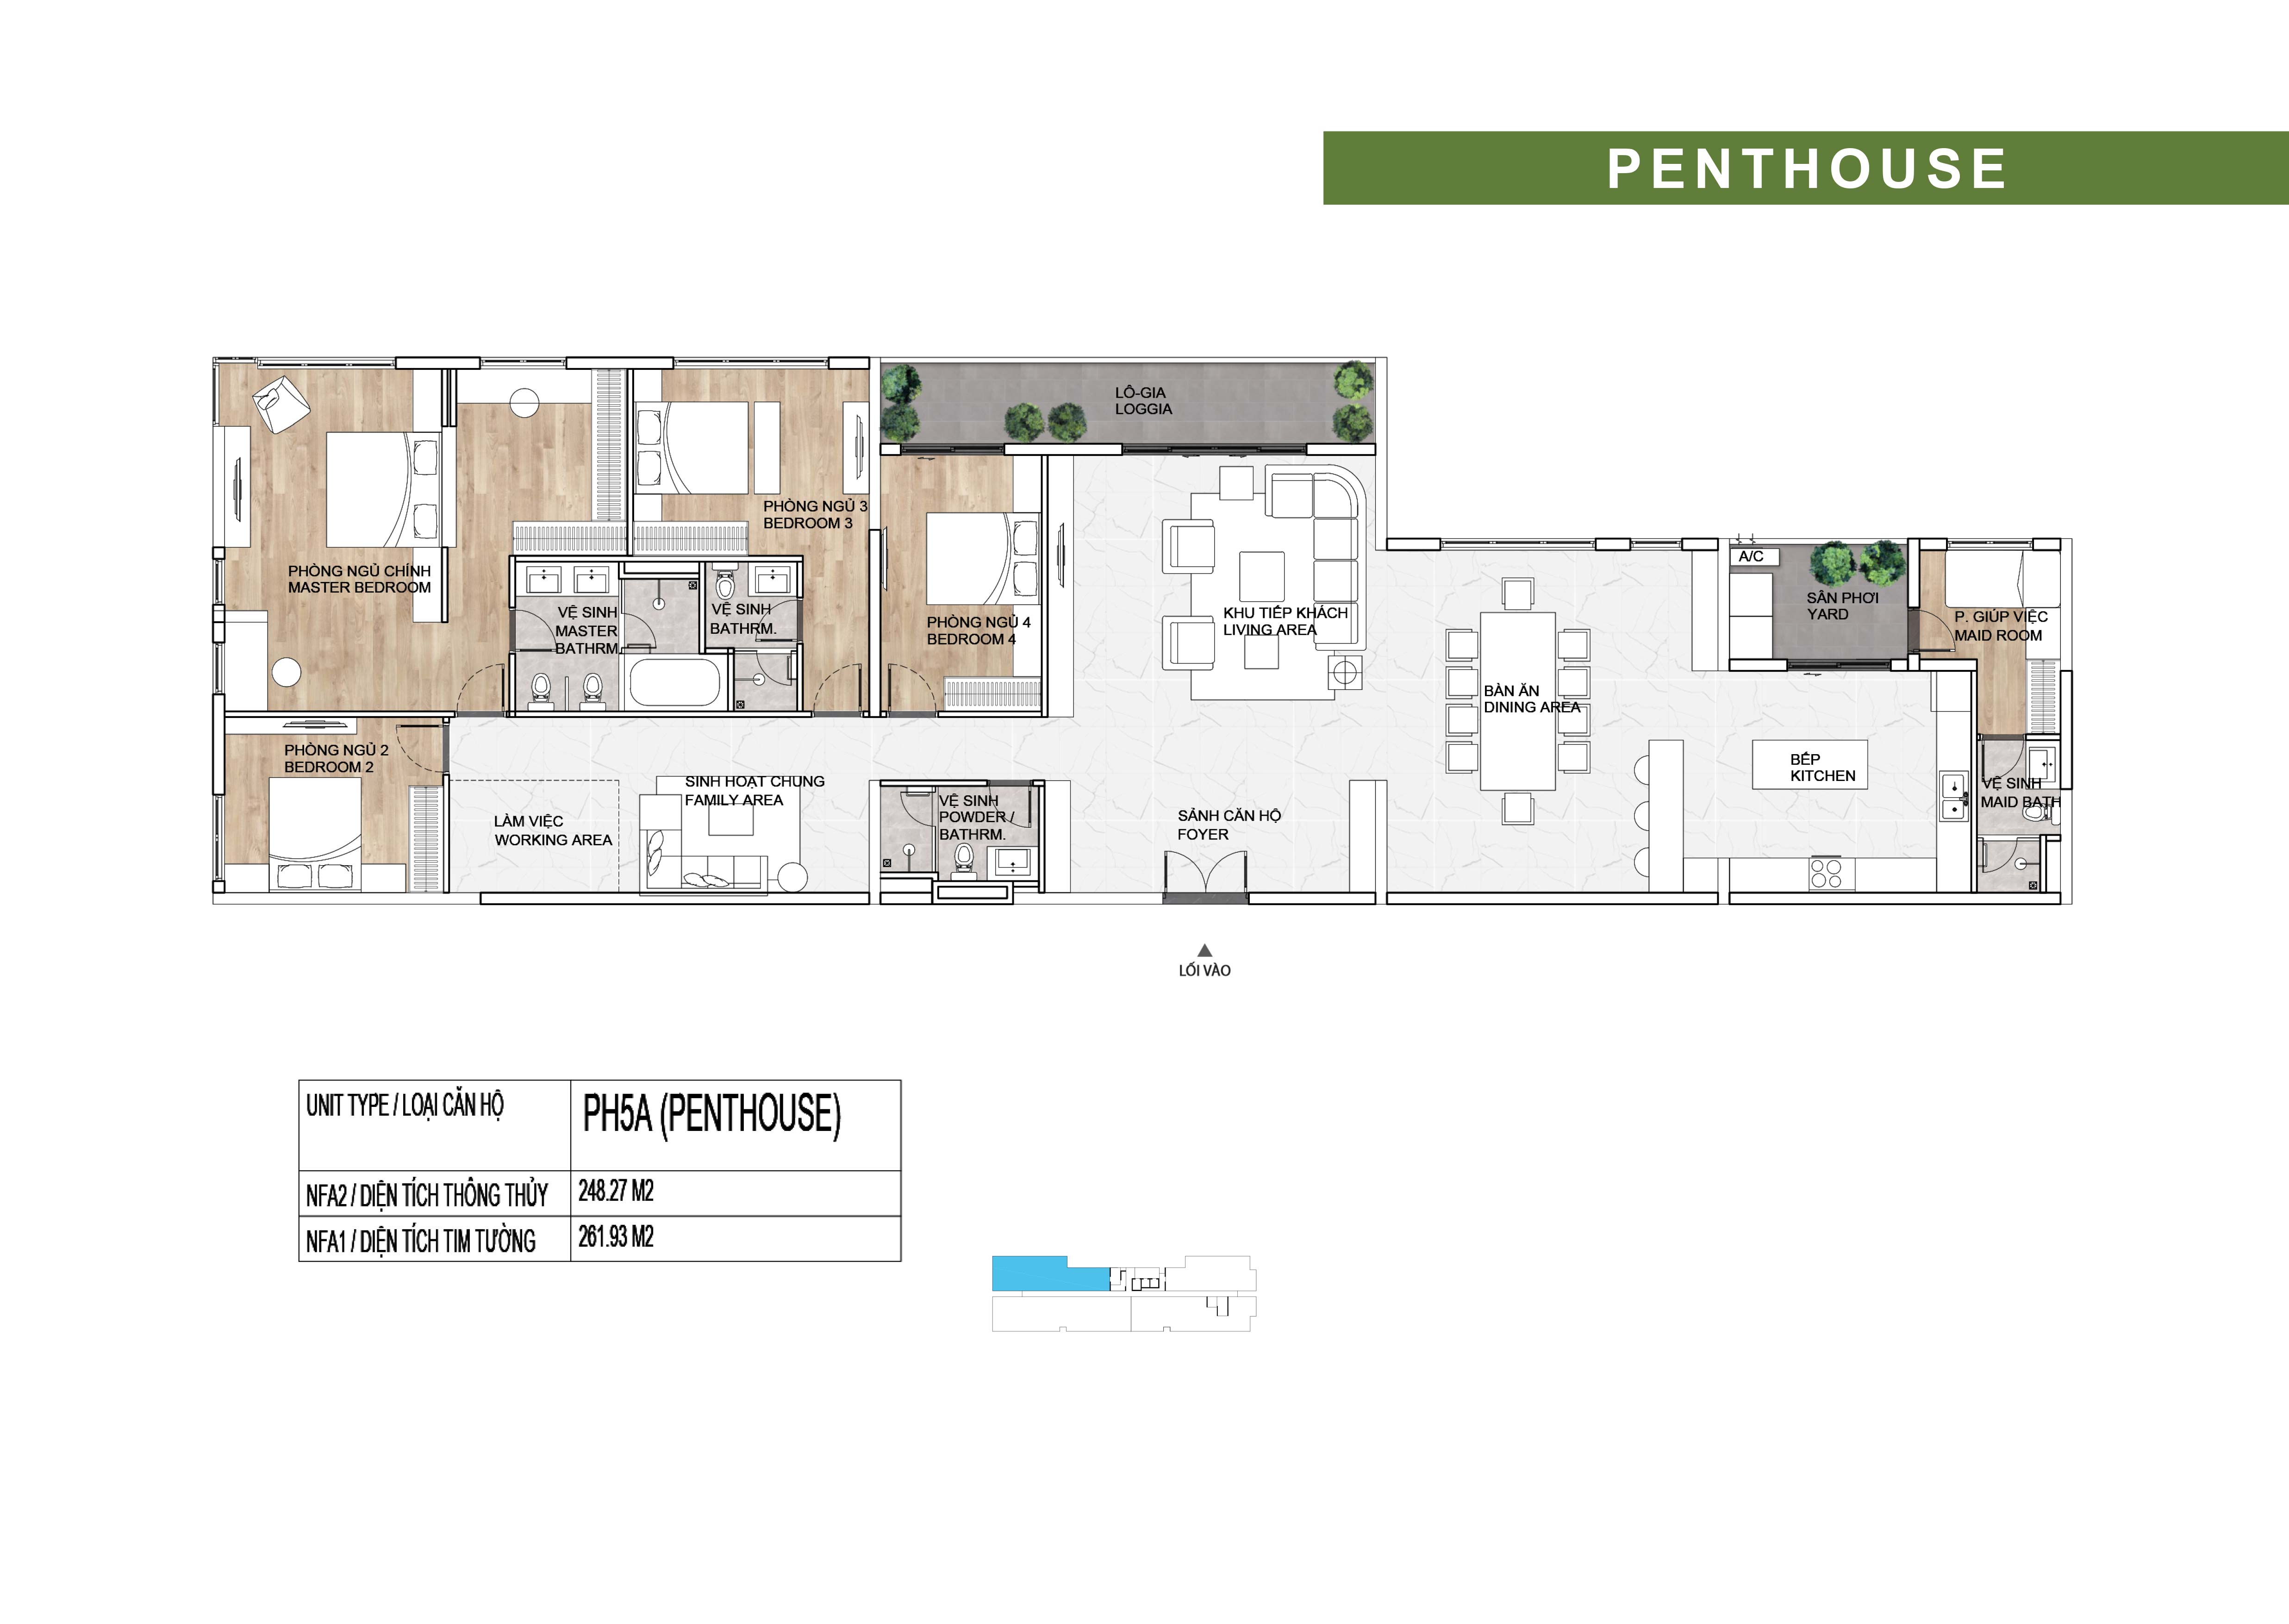 PENTHOUSE
LÔ-GIA
LOGGIA
PHÒNG NGỦ 3
BEDROOM 3
A/C
PHÒNG NGỦ CHÍNH
MASTER BEDROOM
VỆ SINH
MASTER
BATHRM.
VỆ SINH
BATHRM.
PHÒNG NGỦ 4
BEDROOM 4
KHU TIẾP KHÁCH
LIVING AREA
SÂN PHƠI
YARD
P. GIÚP VIỆC
MAID ROOM
BÀN ĂN
DINING AREA
PHÒNG NGỦ 2
BEDROOM 2
SINH HOẠT CHUNG
FAMILY AREA
LÀM VIỆC
WORKING AREA
VỆ SINH
POWDER /
BATHRM.
SẢNH CĂN HỘ
FOYER
BẾP
KITCHEN
VỆ SINH
MAID BATH
LỐI VÀO
UNIT TYPE / LOẠI CĂN HỘ
PH5A (PENTHOUSE)
NFA2 / DIỆN TÍCH THÔNG THỦY
248.27 M2
NFA1 / DIỆN TÍCH TIM TƯỜNG
261.93 M2